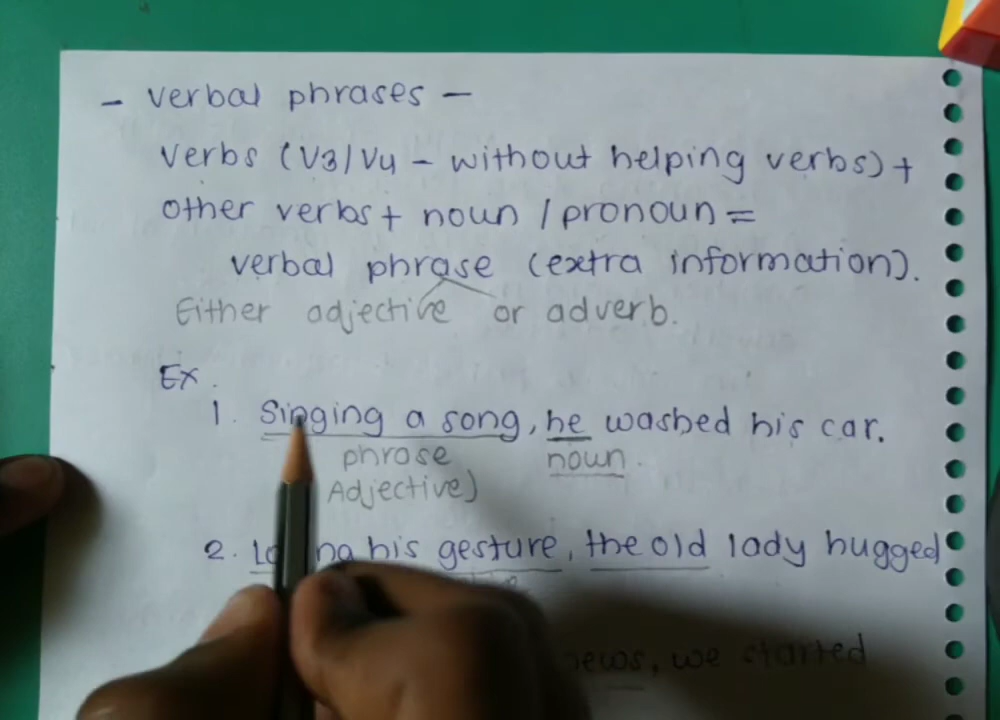 - Verbal phrases -
Verbs (V3/V4 - without helping verbs) +
other verbs + noun / pronoun =
verbal phrase (extra information).
Either adjective or adverb.
Ex.
1. Singing a song, he washed his car.
phrase noun.
Adjective)
2. his gesture, the old lady hugged
news, we started